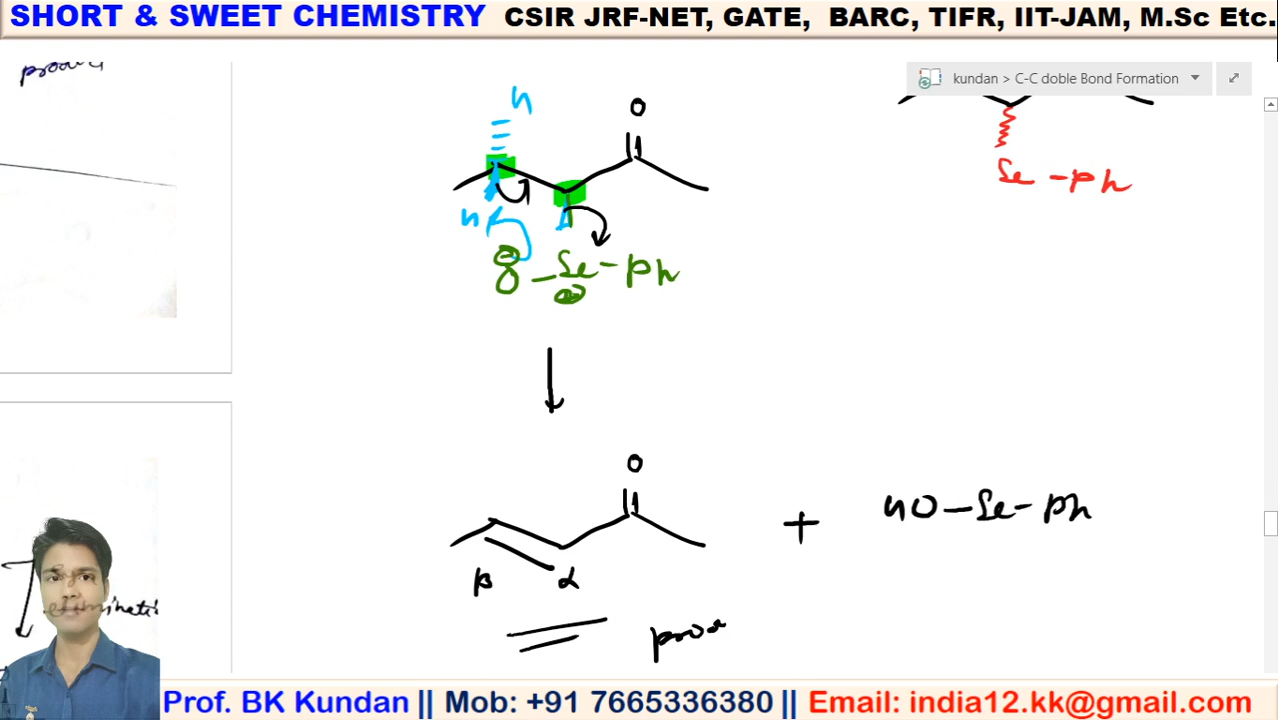 SHORT & SWEET CHEMISTRY CSIR JRF-NET, GATE, BARC, TIFR, IIT-JAM, M.Sc Etc.
kundan > C-C doble Bond Formation
H
O
Se -Ph
H
O -Se-Ph
O
+ HO-Se-Ph
β α
Prof. BK Kundan || Mob: +91 7665336380 || Email: india12.kk@gmail.com